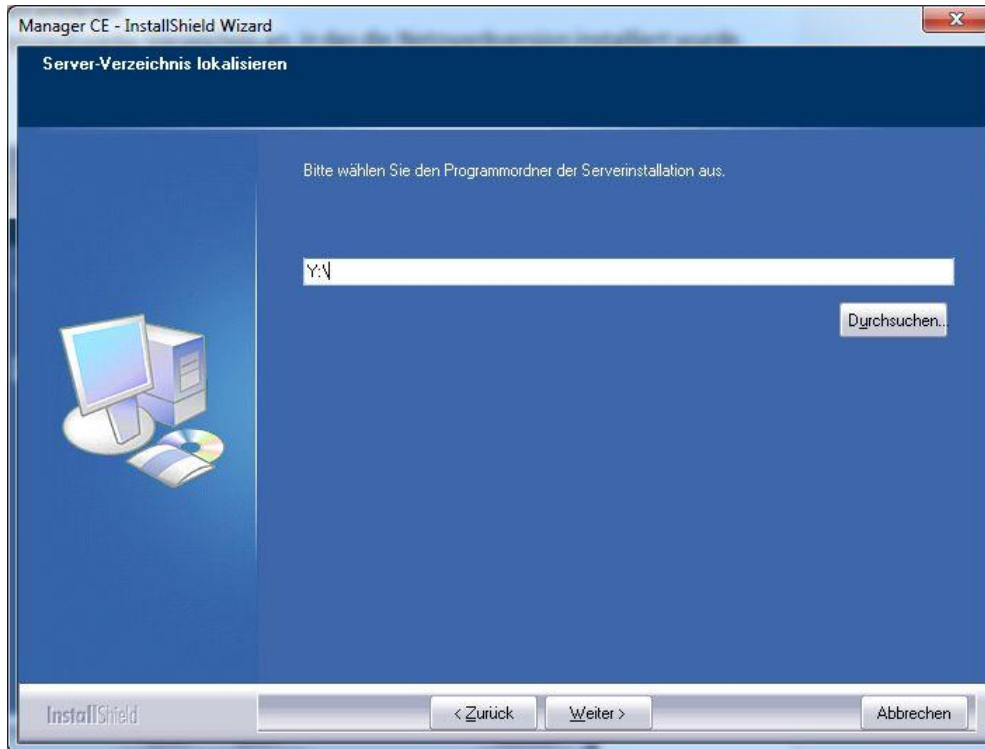 Manager CE - InstallShield Wizard
Server-Verzeichnis lokalisieren
Bitte wählen Sie den Programmordner der Serverinstallation aus.
Y:\
Durchsuchen...
InstallShield
< Zurück
Weiter >
Abbrechen